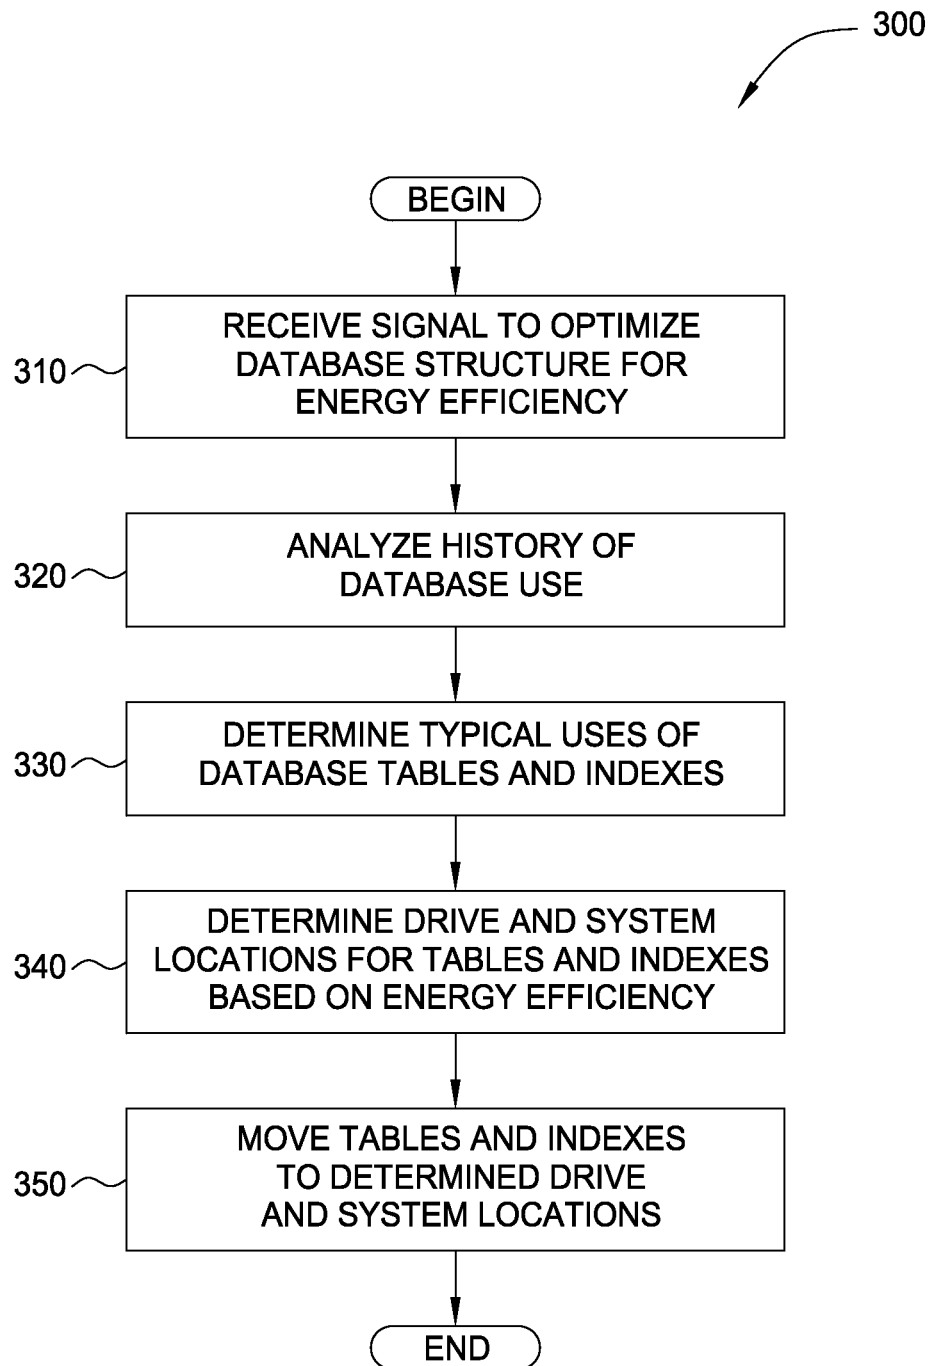 300
BEGIN
RECEIVE SIGNAL TO OPTIMIZE
DATABASE STRUCTURE FOR
ENERGY EFFICIENCY
310
ANALYZE HISTORY OF
DATABASE USE
320
DETERMINE TYPICAL USES OF
DATABASE TABLES AND INDEXES
330
DETERMINE DRIVE AND SYSTEM
LOCATIONS FOR TABLES AND INDEXES
BASED ON ENERGY EFFICIENCY
340
MOVE TABLES AND INDEXES
TO DETERMINED DRIVE
AND SYSTEM LOCATIONS
350
END